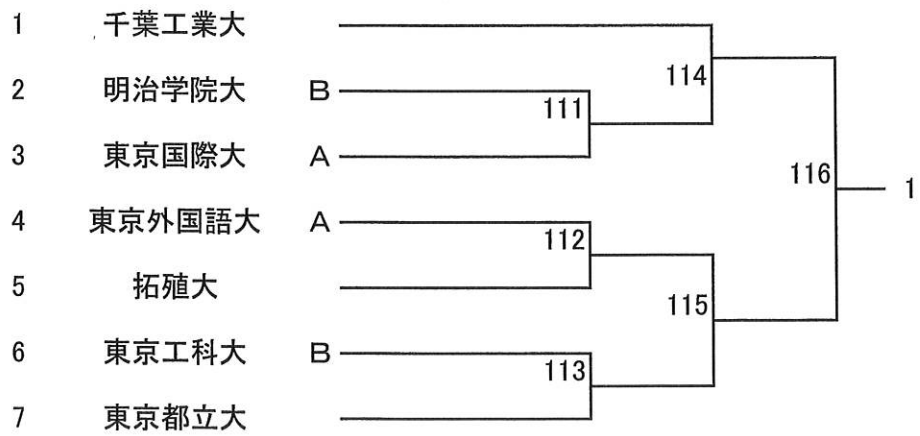 1 千葉工業大
114
2 明治学院大 B
111
3 東京国際大 A
116
1
4 東京外国語大 A
112
5 拓殖大
115
6 東京工科大 B
113
7 東京都立大